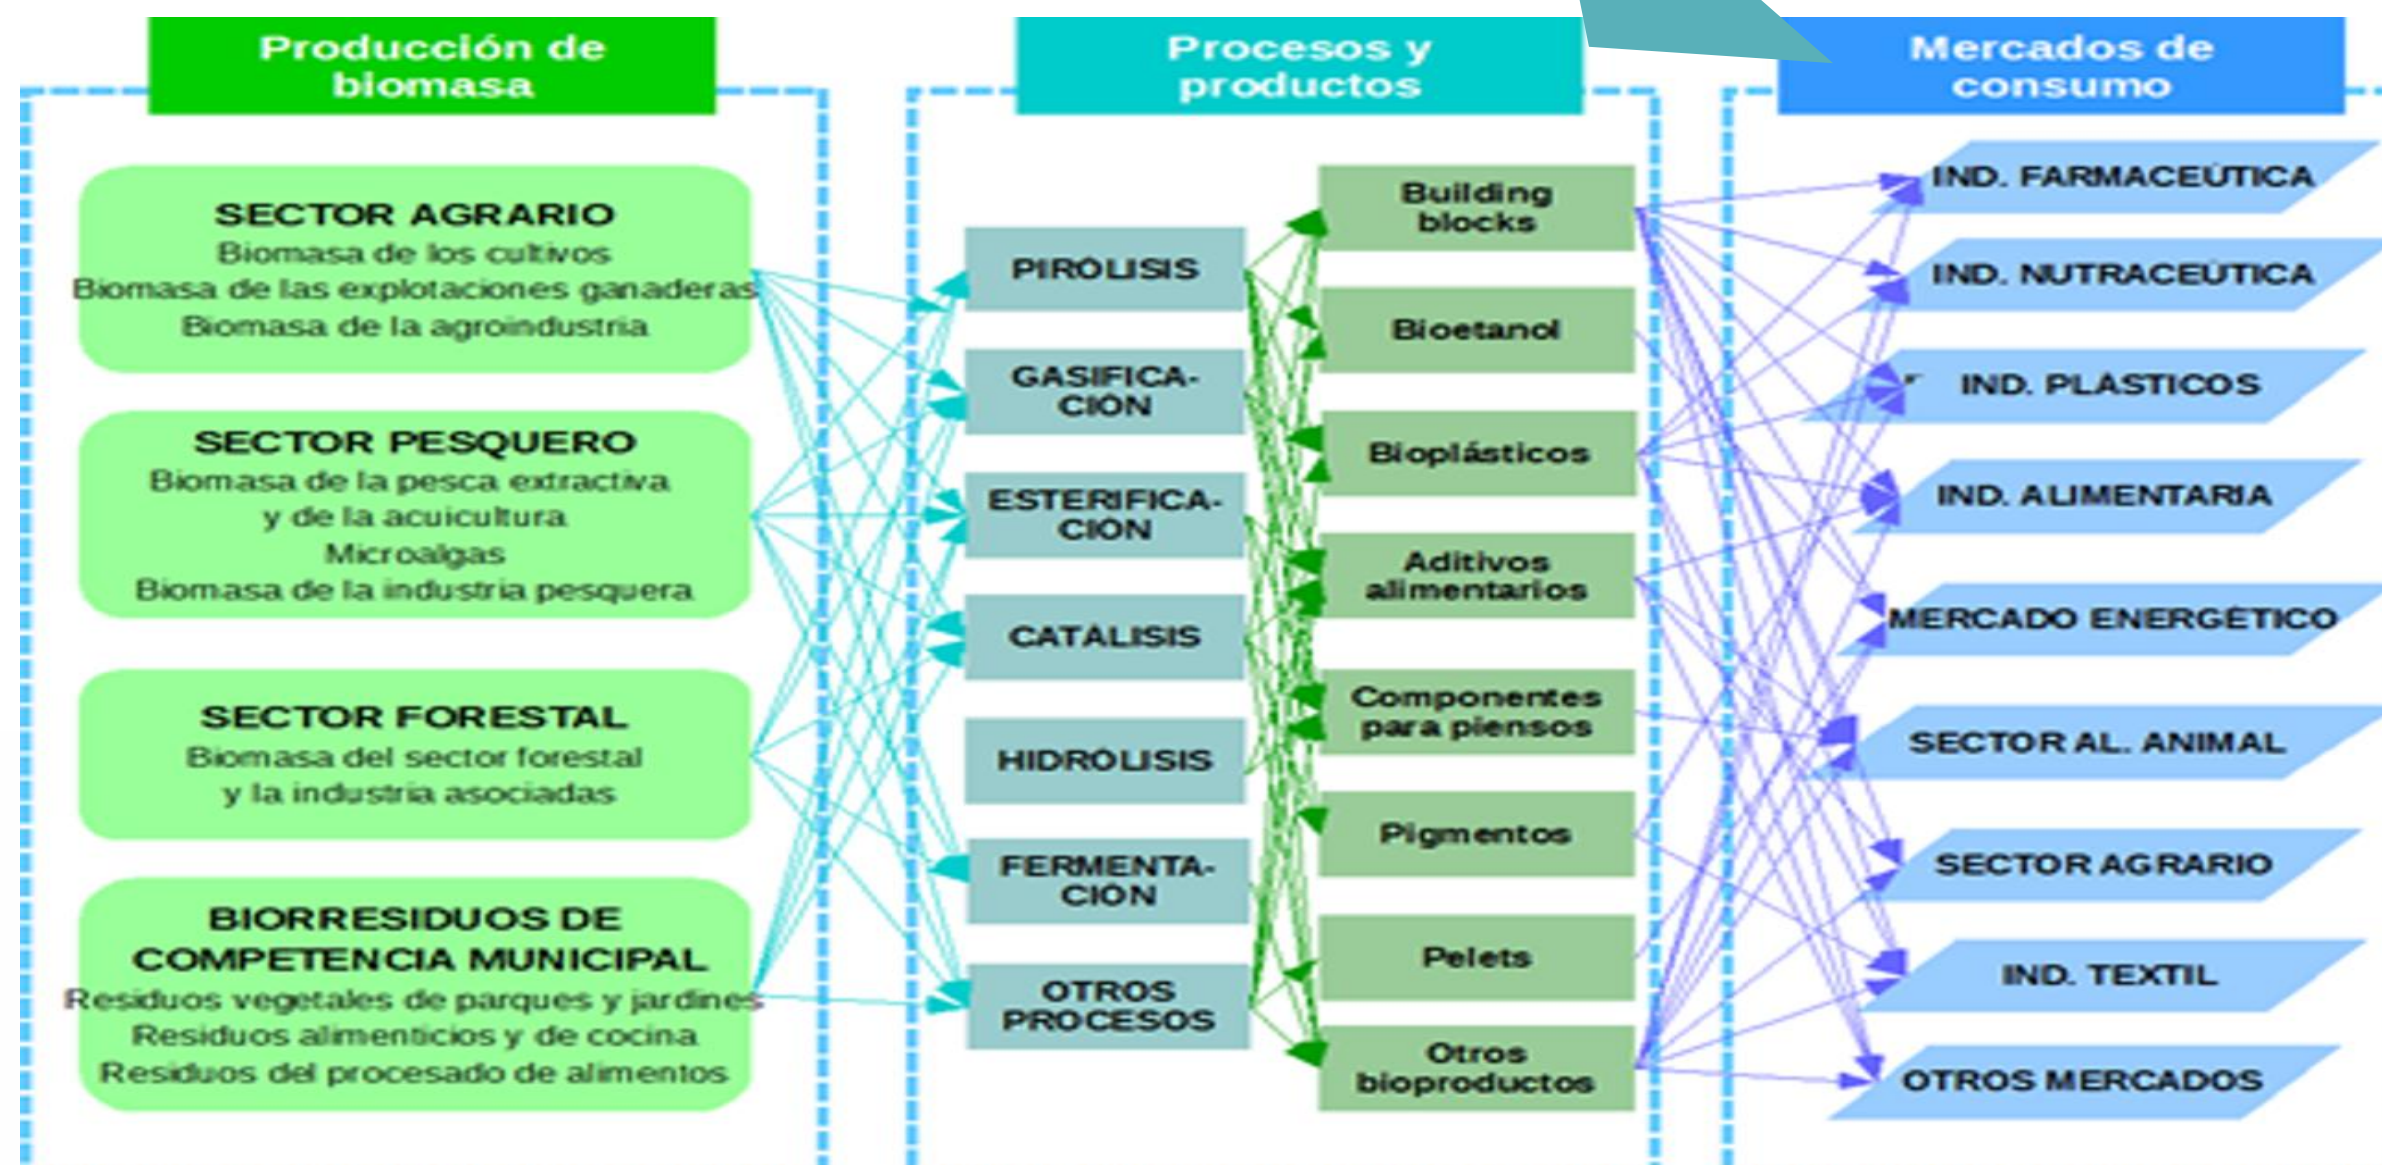 Producción de
biomasa
SECTOR AGRARIO
Biomasa de los cultivos
Biomasa de las explotaciones ganaderas
Biomasa de la agroindustria
SECTOR PESQUERO
Biomasa de la pesca extractiva
y de la acuicultura
Microalgas
Biomasa de la industria pesquera
SECTOR FORESTAL
Biomasa del sector forestal
y la industria asociadas
BIORRESIDUOS DE
COMPETENCIA MUNICIPAL
Residuos vegetales de parques y jardines
Residuos alimenticios y de cocina
Residuos del procesado de alimentos
Procesos y
productos
PIRÓLISIS
GASIFICA-
CIÓN
ESTERIFICA-
CIÓN
CATÁLISIS
HIDRÓLISIS
FERMENTA-
CIÓN
OTROS
PROCESOS
Building
blocks
Bioetanol
Bioplásticos
Aditivos
alimentarios
Componentes
para piensos
Pigmentos
Pelets
Otros
bioproductos
Mercados de
consumo
IND. FARMACEÚTICA
IND. NUTRACEÚTICA
IND. PLÁSTICOS
IND. ALIMENTARIA
MERCADO ENERGÉTICO
SECTOR AL. ANIMAL
SECTOR AGRARIO
IND. TEXTIL
OTROS MERCADOS